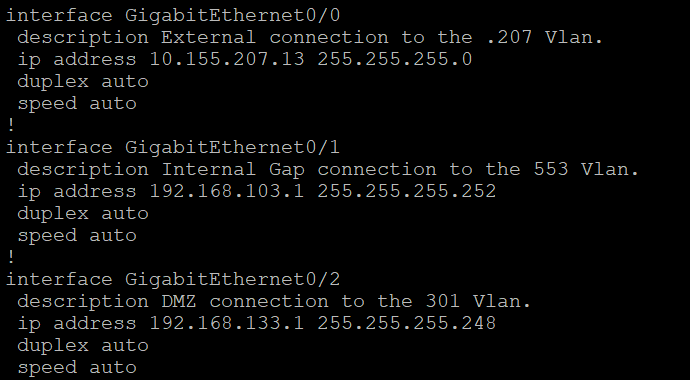 interface GigabitEthernet0/0
 description External connection to the .207 Vlan.
 ip address 10.155.207.13 255.255.255.0
 duplex auto
 speed auto
!
interface GigabitEthernet0/1
 description Internal Gap connection to the 553 Vlan.
 ip address 192.168.103.1 255.255.255.252
 duplex auto
 speed auto
!
interface GigabitEthernet0/2
 description DMZ connection to the 301 Vlan.
 ip address 192.168.133.1 255.255.255.248
 duplex auto
 speed auto